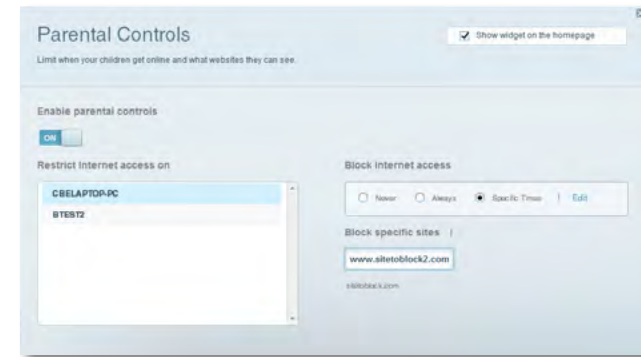 Parental Controls
Show widget on the homepage
Limit when your children get online and what websites they can see.
Enable parental controls
ON
Restrict Internet access on
Block Internet access
CBELAPTOP-PC
Never Always Specific Times | Edit
BTEST2
Block specific sites |
www.sitetoblock2.com
sitetoblock.com